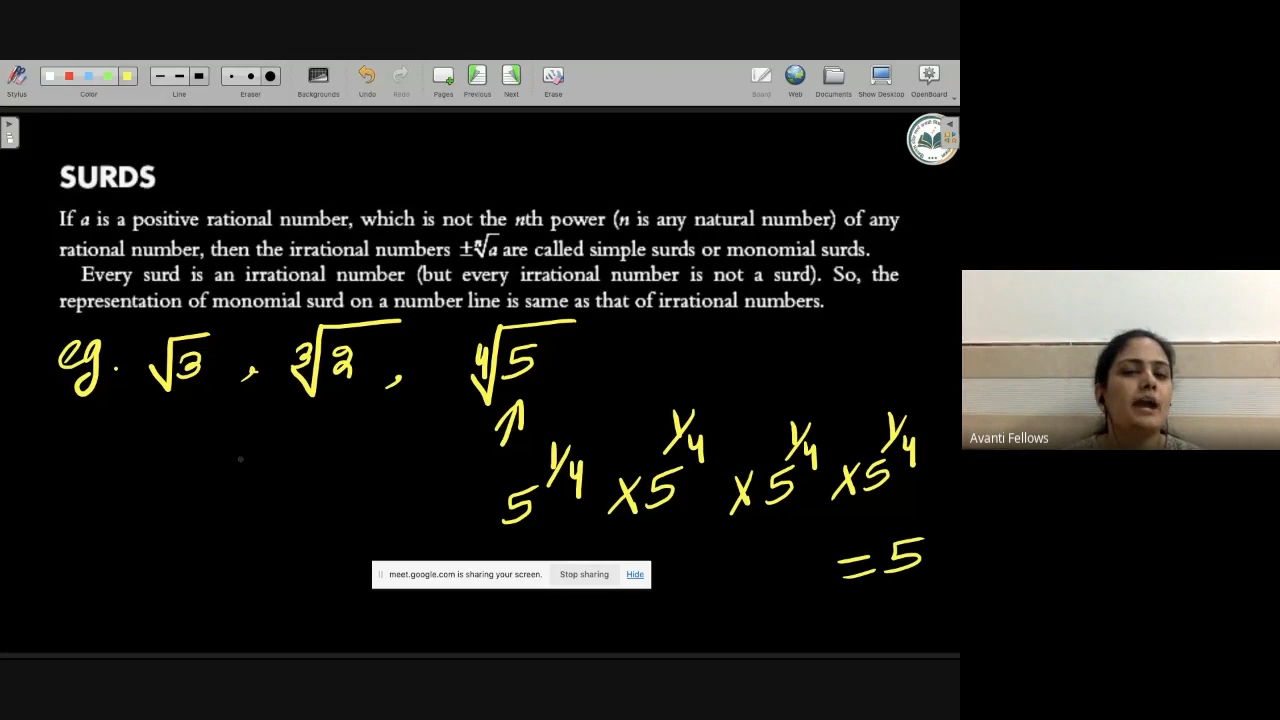 Stylus Color Line Eraser Backgrounds Undo Redo Pages Previous Next Erase Board Web Documents Show Desktop OpenBoard
SURDS
If a is a positive rational number, which is not the nth power (n is any natural number) of any
rational number, then the irrational numbers ±ⁿ√a are called simple surds or monomial surds.
Every surd is an irrational number (but every irrational number is not a surd). So, the
representation of monomial surd on a number line is same as that of irrational numbers.
eg. √3 , ³√2 , ⁴√5
5^1/4 × 5^1/4 × 5^1/4 × 5^1/4
= 5
meet.google.com is sharing your screen. Stop sharing Hide
Avanti Fellows